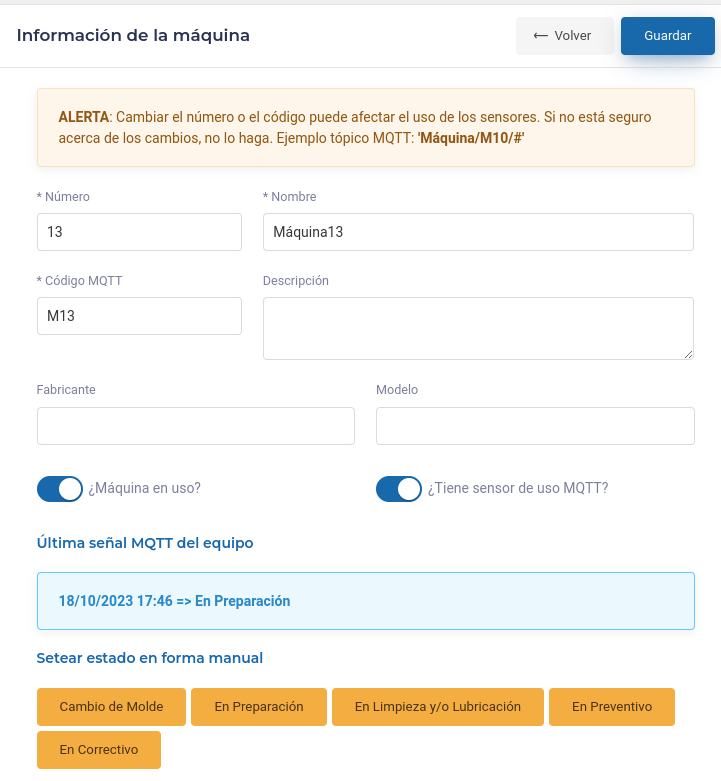 Información de la máquina
← Volver
Guardar
ALERTA: Cambiar el número o el código puede afectar el uso de los sensores. Si no está seguro
acerca de los cambios, no lo haga. Ejemplo tópico MQTT: 'Máquina/M10/#'
* Número
* Nombre
13
Máquina13
* Código MQTT
Descripción
M13
Fabricante
Modelo
¿Máquina en uso?
¿Tiene sensor de uso MQTT?
Última señal MQTT del equipo
18/10/2023 17:46 => En Preparación
Setear estado en forma manual
Cambio de Molde
En Preparación
En Limpieza y/o Lubricación
En Preventivo
En Correctivo